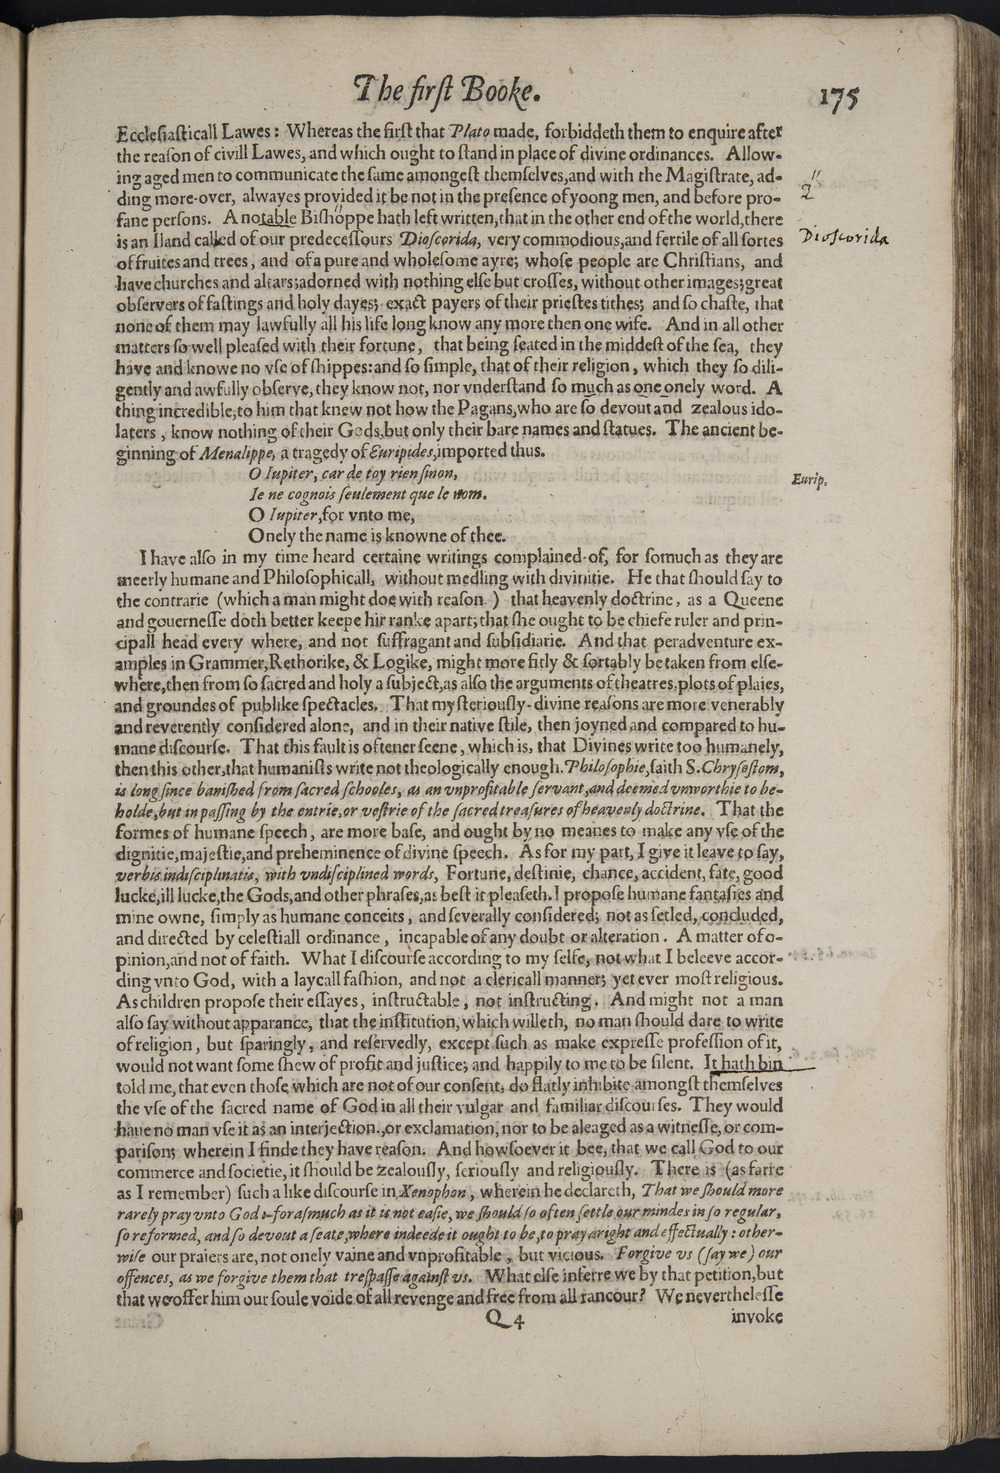 The firſt Booke.
175
Eccleſiaſticall Lawes: Whereas the firſt that Plato made, forbiddeth them to enquire after
the reaſon of civill Lawes, and which ought to ſtand in place of divine ordinances. Allow-
ing aged men to communicate the ſame amongeſt themſelves, and with the Magiſtrate, ad-
ding more-over, alwayes provided it be not in the preſence of yoong men, and before pro-
fane perſons. A notable Biſhoppe hath left written, that in the other end of the world, there
is an Iland called of our predeceſſours Dioſcorida, very commodious, and fertile of all ſortes
Dioscorida
of fruites and trees, and of a pure and wholeſome ayre; whoſe people are Chriſtians, and
have churches and altars; adorned with nothing elſe but croſſes, without other images; great
obſervers of faſtings and holy dayes; exact payers of their prieſtes tithes; and ſo chaſte, that
none of them may lawfully all his life long know any more then one wife. And in all other
matters ſo well pleaſed with their fortune, that being ſeated in the middeſt of the ſea, they
have and knowe no vſe of ſhippes: and ſo ſimple, that of their religion, which they ſo dili-
gently and awfully obſerve, they know not, nor vnderſtand ſo much as one onely word. A
thing incredible, to him that knew not how the Pagans, who are ſo devout and zealous ido-
laters, know nothing of their Gods, but only their bare names and ſtatues. The ancient be-
ginning of Menalippe, a tragedy of Euripides, imported thus.
O Iupiter, car de toy rien ſinon,
Eurip.
Ie ne cognois ſeulement que le nom.
O Iupiter, for vnto me,
Onely the name is knowne of thee.
I have alſo in my time heard certaine writings complained-of, for ſomuch as they are
meerly humane and Philoſophicall, without medling with divinitie. He that ſhould ſay to
the contrarie (which a man might doe with reaſon.) that heavenly doctrine, as a Queene
and gouerneſſe doth better keepe hir ranke apart; that ſhe ought to be chiefe ruler and prin-
cipall head every where, and not ſuffragant and ſubſidiarie. And that peradventure ex-
amples in Grammer, Rethorike, & Logike, might more fitly & ſortably be taken from elſe-
where, then from ſo ſacred and holy a ſubject, as alſo the arguments of theatres, plots of plaies,
and groundes of publike ſpectacles. That myſteriouſly-divine reaſons are more venerably
and reverently conſidered alone, and in their native ſtile, then joyned and compared to hu-
mane diſcourſe. That this fault is oftener ſeene, which is, that Divines write too humanely,
then this other, that humaniſts write not theologically enough. Philoſophie, ſaith S. Chryſoſtom,
is long ſince baniſhed from ſacred ſchooles, as an vnprofitable ſervant, and deemed vnworthie to be-
holde, but in paſſing by the entrie, or veſtrie of the ſacred treaſures of heavenly doctrine. That the
formes of humane ſpeech, are more baſe, and ought by no meanes to make any vſe of the
dignitie, majeſtie, and preheminence of divine ſpeech. As for my part, I give it leave to ſay,
verbis indiſciplinatis, with vndiſciplined words, Fortune, deſtinie, chance, accident, fate, good
lucke, ill lucke, the Gods, and other phraſes, as beſt it pleaſeth. I propoſe humane fantaſies and
mine owne, ſimply as humane conceits, and ſeverally conſidered; not as ſetled, concluded,
and directed by celeſtiall ordinance, incapable of any doubt or alteration. A matter of o-
pinion, and not of faith. What I diſcourſe according to my ſelfe, not what I beleeve accor-
ding vnto God, with a laycall faſhion, and not a clericall manner; yet ever moſt religious.
As children propoſe their eſſayes, inſtructable, not inſtructing. And might not a man
alſo ſay without apparance, that the inſtitution, which willeth, no man ſhould dare to write
of religion, but ſparingly, and reſervedly, except ſuch as make expreſſe profeſſion of it,
would not want ſome ſhew of profit and juſtice; and happily to me to be ſilent. It hath bin
told me, that even thoſe which are not of our conſent, do flatly inhibite amongſt themſelves
the vſe of the ſacred name of God in all their vulgar and familiar diſcourſes. They would
haue no man vſe it as an interjection, or exclamation, nor to be aleaged as a witneſſe, or com-
pariſon; wherein I finde they have reaſon. And howſoever it bee, that we call God to our
commerce and ſocietie, it ſhould be zealouſly, ſeriouſly and religiouſly. There is (as farre
as I remember) ſuch a like diſcourſe in Xenophon, wherein he declareth, That we ſhould more
rarely pray vnto God: foraſmuch as it is not eaſie, we ſhould ſo often ſettle our mindes in ſo regular,
ſo reformed, and ſo devout a ſeate, where indeede it ought to be, to pray aright and effectually: other-
wiſe our praiers are, not onely vaine and vnprofitable, but vicious. Forgive vs (ſay we) our
offences, as we forgive them that treſpaſſe againſt vs. What elſe inferre we by that petition, but
that we offer him our ſoule voide of all revenge and free from all rancour? We nevertheleſſe
Q 4
invoke